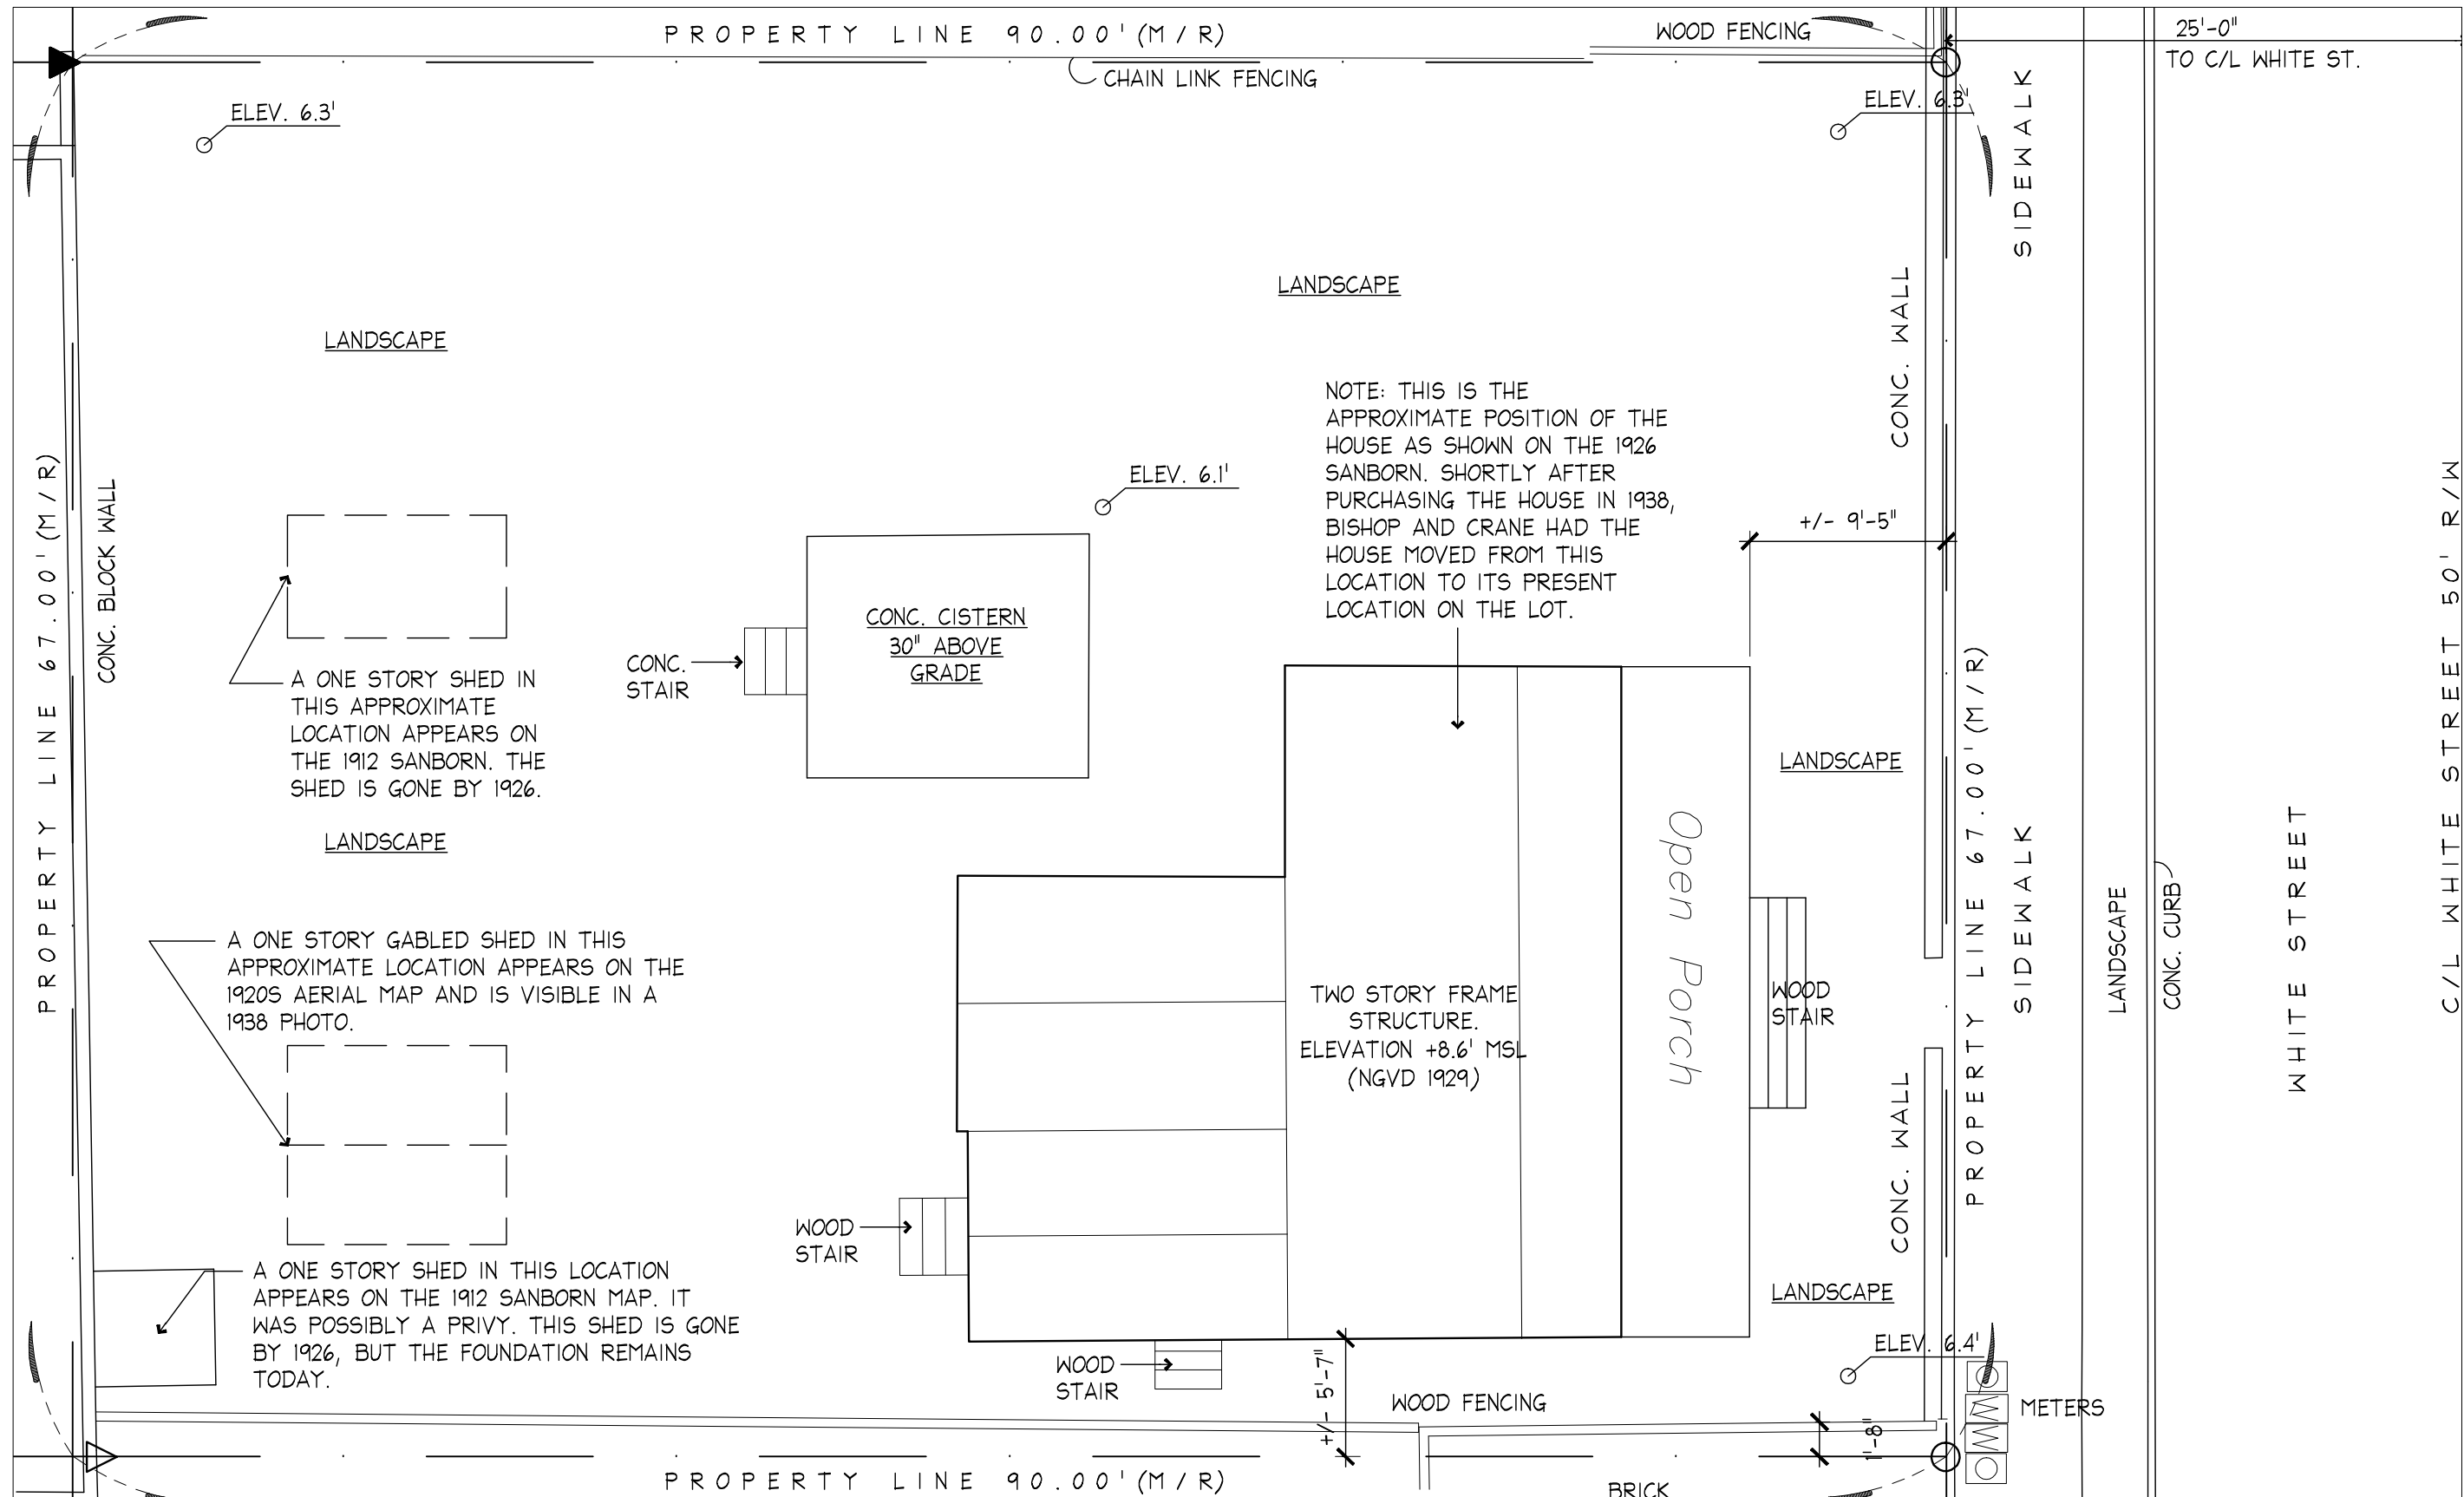 PROPERTY LINE 90.00'(M/R)
WOOD FENCING
25'-0"
TO C/L WHITE ST.
CHAIN LINK FENCING
ELEV. 6.3'
ELEV. 6.3'
SIDEWALK
LANDSCAPE
LANDSCAPE
CONC. WALL
NOTE: THIS IS THE
APPROXIMATE POSITION OF THE
HOUSE AS SHOWN ON THE 1926
SANBORN. SHORTLY AFTER
PURCHASING THE HOUSE IN 1938,
BISHOP AND CRANE HAD THE
HOUSE MOVED FROM THIS
LOCATION TO ITS PRESENT
LOCATION ON THE LOT.
PROPERTY LINE 67.00'(M/R)
CONC. BLOCK WALL
ELEV. 6.1'
+/- 9'-5"
C/L WHITE STREET 50' R/W
CONC. CISTERN
30" ABOVE
GRADE
CONC.
STAIR
A ONE STORY SHED IN
THIS APPROXIMATE
LOCATION APPEARS ON
THE 1912 SANBORN. THE
SHED IS GONE BY 1926.
LANDSCAPE
LANDSCAPE
PROPERTY LINE 67.00'(M/R)
SIDEWALK
LANDSCAPE
CONC. CURB
WHITE STREET
Open Porch
A ONE STORY GABLED SHED IN THIS
APPROXIMATE LOCATION APPEARS ON THE
1920S AERIAL MAP AND IS VISIBLE IN A
1938 PHOTO.
TWO STORY FRAME
STRUCTURE.
ELEVATION +8.6' MSL
(NGVD 1929)
WOOD
STAIR
CONC. WALL
WOOD
STAIR
A ONE STORY SHED IN THIS LOCATION
APPEARS ON THE 1912 SANBORN MAP. IT
WAS POSSIBLY A PRIVY. THIS SHED IS GONE
BY 1926, BUT THE FOUNDATION REMAINS
TODAY.
LANDSCAPE
ELEV. 6.4'
WOOD
STAIR
+/- 5'-7"
WOOD FENCING
1'-8"
METERS
PROPERTY LINE 90.00'(M/R)
BRICK